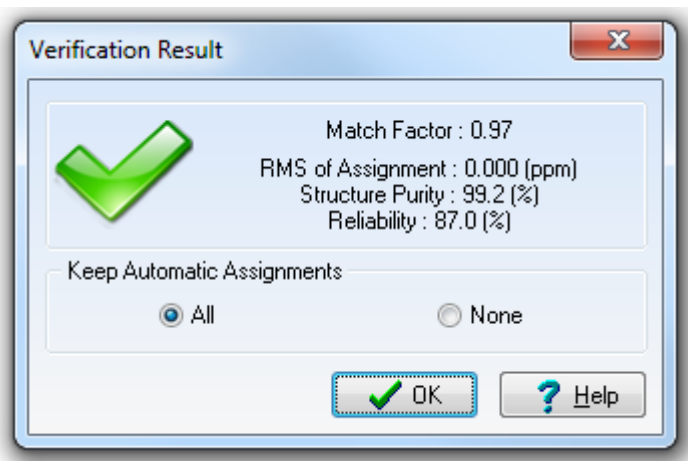 Verification Result
Match Factor : 0.97
RMS of Assignment : 0.000 (ppm)
Structure Purity : 99.2 (%)
Reliability : 87.0 (%)
Keep Automatic Assignments
All
None
OK
Help